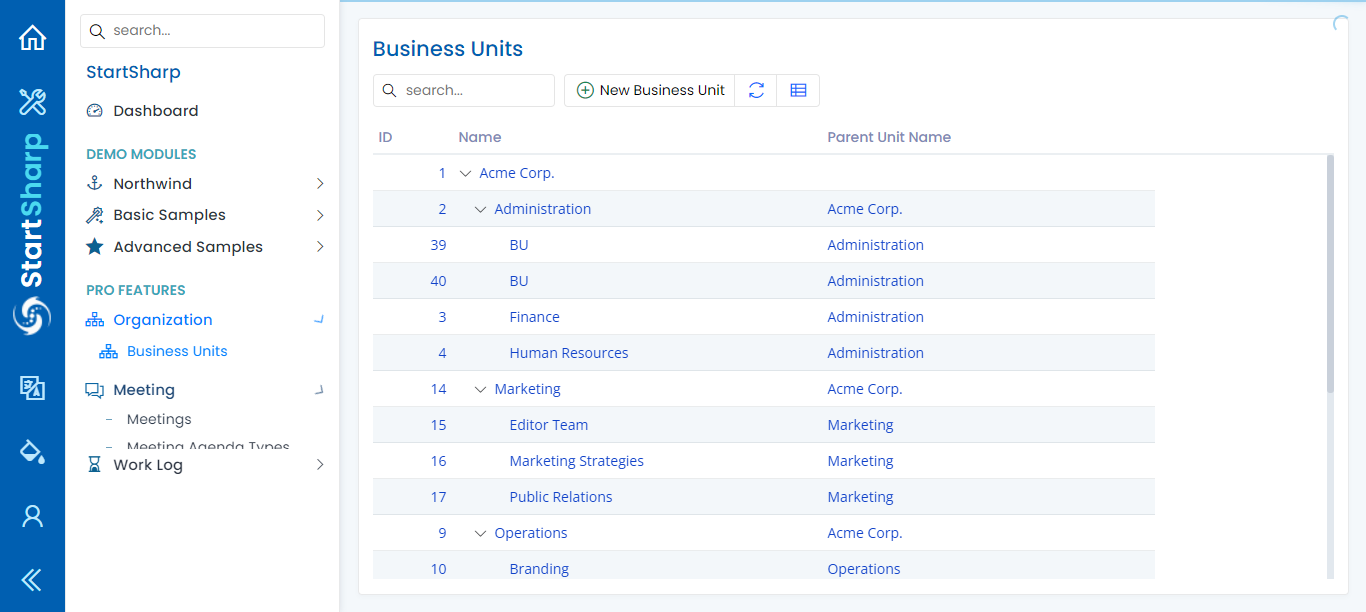 StartSharp
search...
StartSharp
Dashboard
DEMO MODULES
Northwind
Basic Samples
Advanced Samples
PRO FEATURES
Organization
Business Units
Meeting
Meetings
Meeting Agenda Types
Work Log
Business Units
search...
New Business Unit
ID Name Parent Unit Name
1 Acme Corp.
2 Administration Acme Corp.
39 BU Administration
40 BU Administration
3 Finance Administration
4 Human Resources Administration
14 Marketing Acme Corp.
15 Editor Team Marketing
16 Marketing Strategies Marketing
17 Public Relations Marketing
9 Operations Acme Corp.
10 Branding Operations